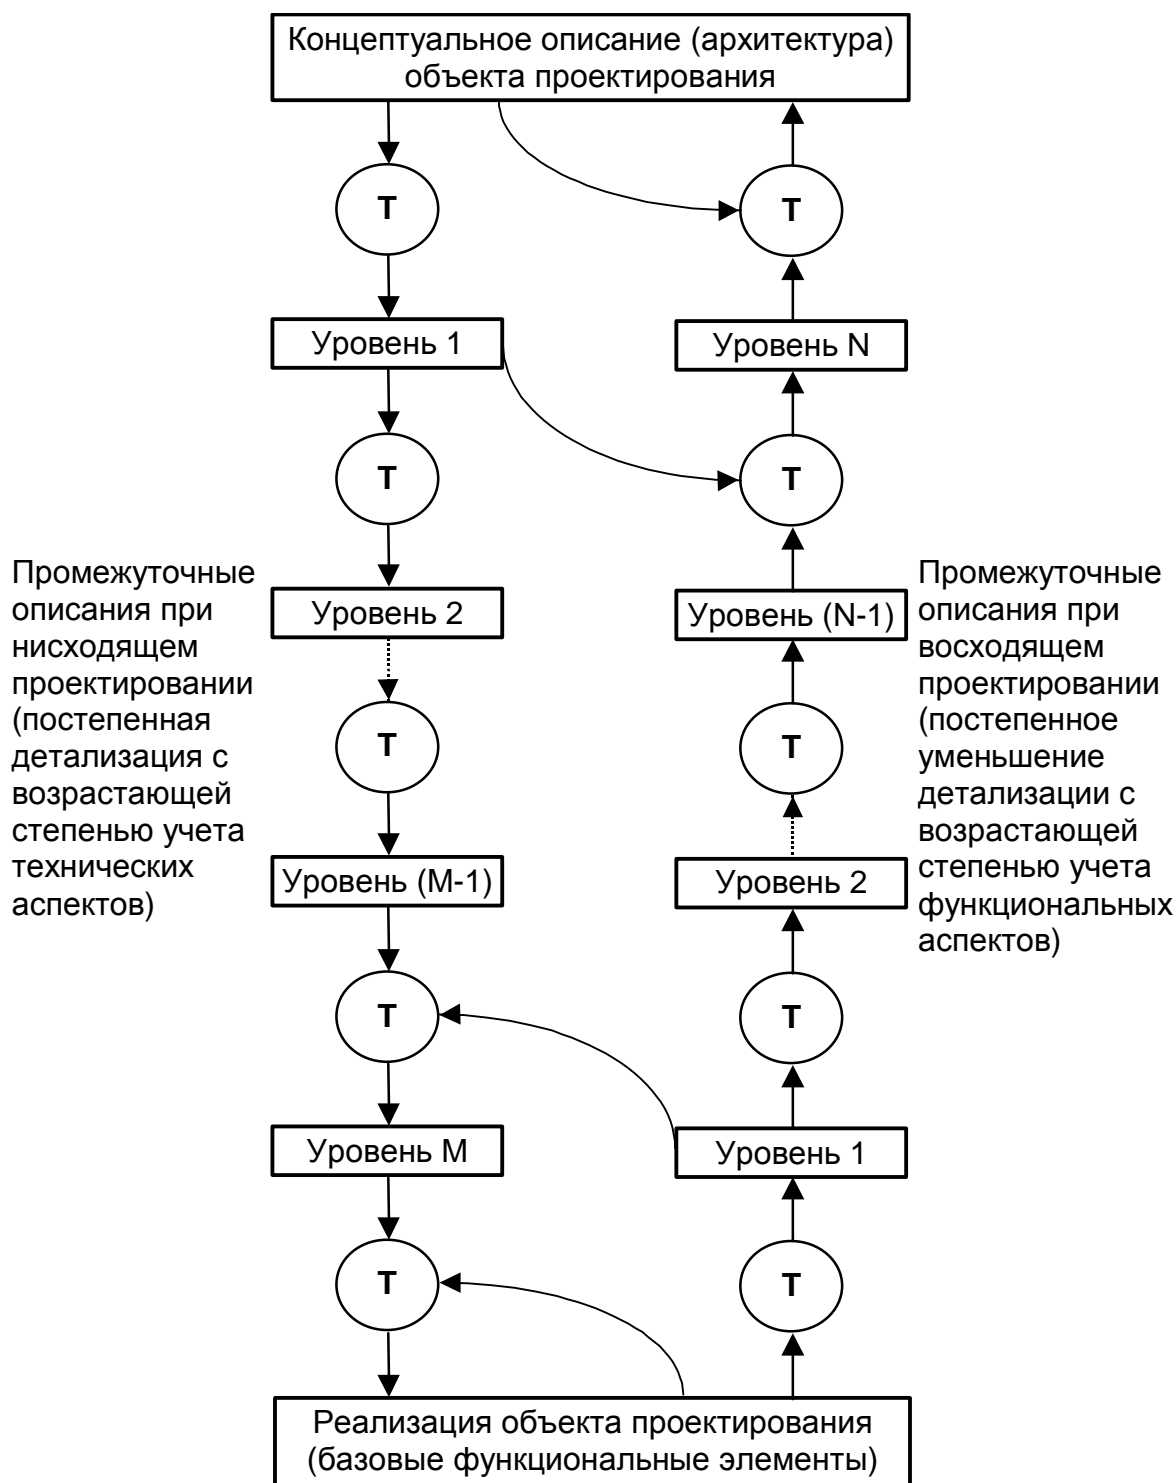 Концептуальное описание (архитектура)
объекта проектирования
Т
Т
Уровень 1
Уровень N
Т
Т
Промежуточные
описания при
нисходящем
проектировании
(постепенная
детализация с
возрастающей
степенью учета
технических
аспектов)
Уровень 2
Уровень (N-1)
Промежуточные
описания при
восходящем
проектировании
(постепенное
уменьшение
детализации с
возрастающей
степенью учета
функциональных
аспектов)
Т
Т
Уровень (М-1)
Уровень 2
Т
Т
Уровень М
Уровень 1
Т
Т
Реализация объекта проектирования
(базовые функциональные элементы)